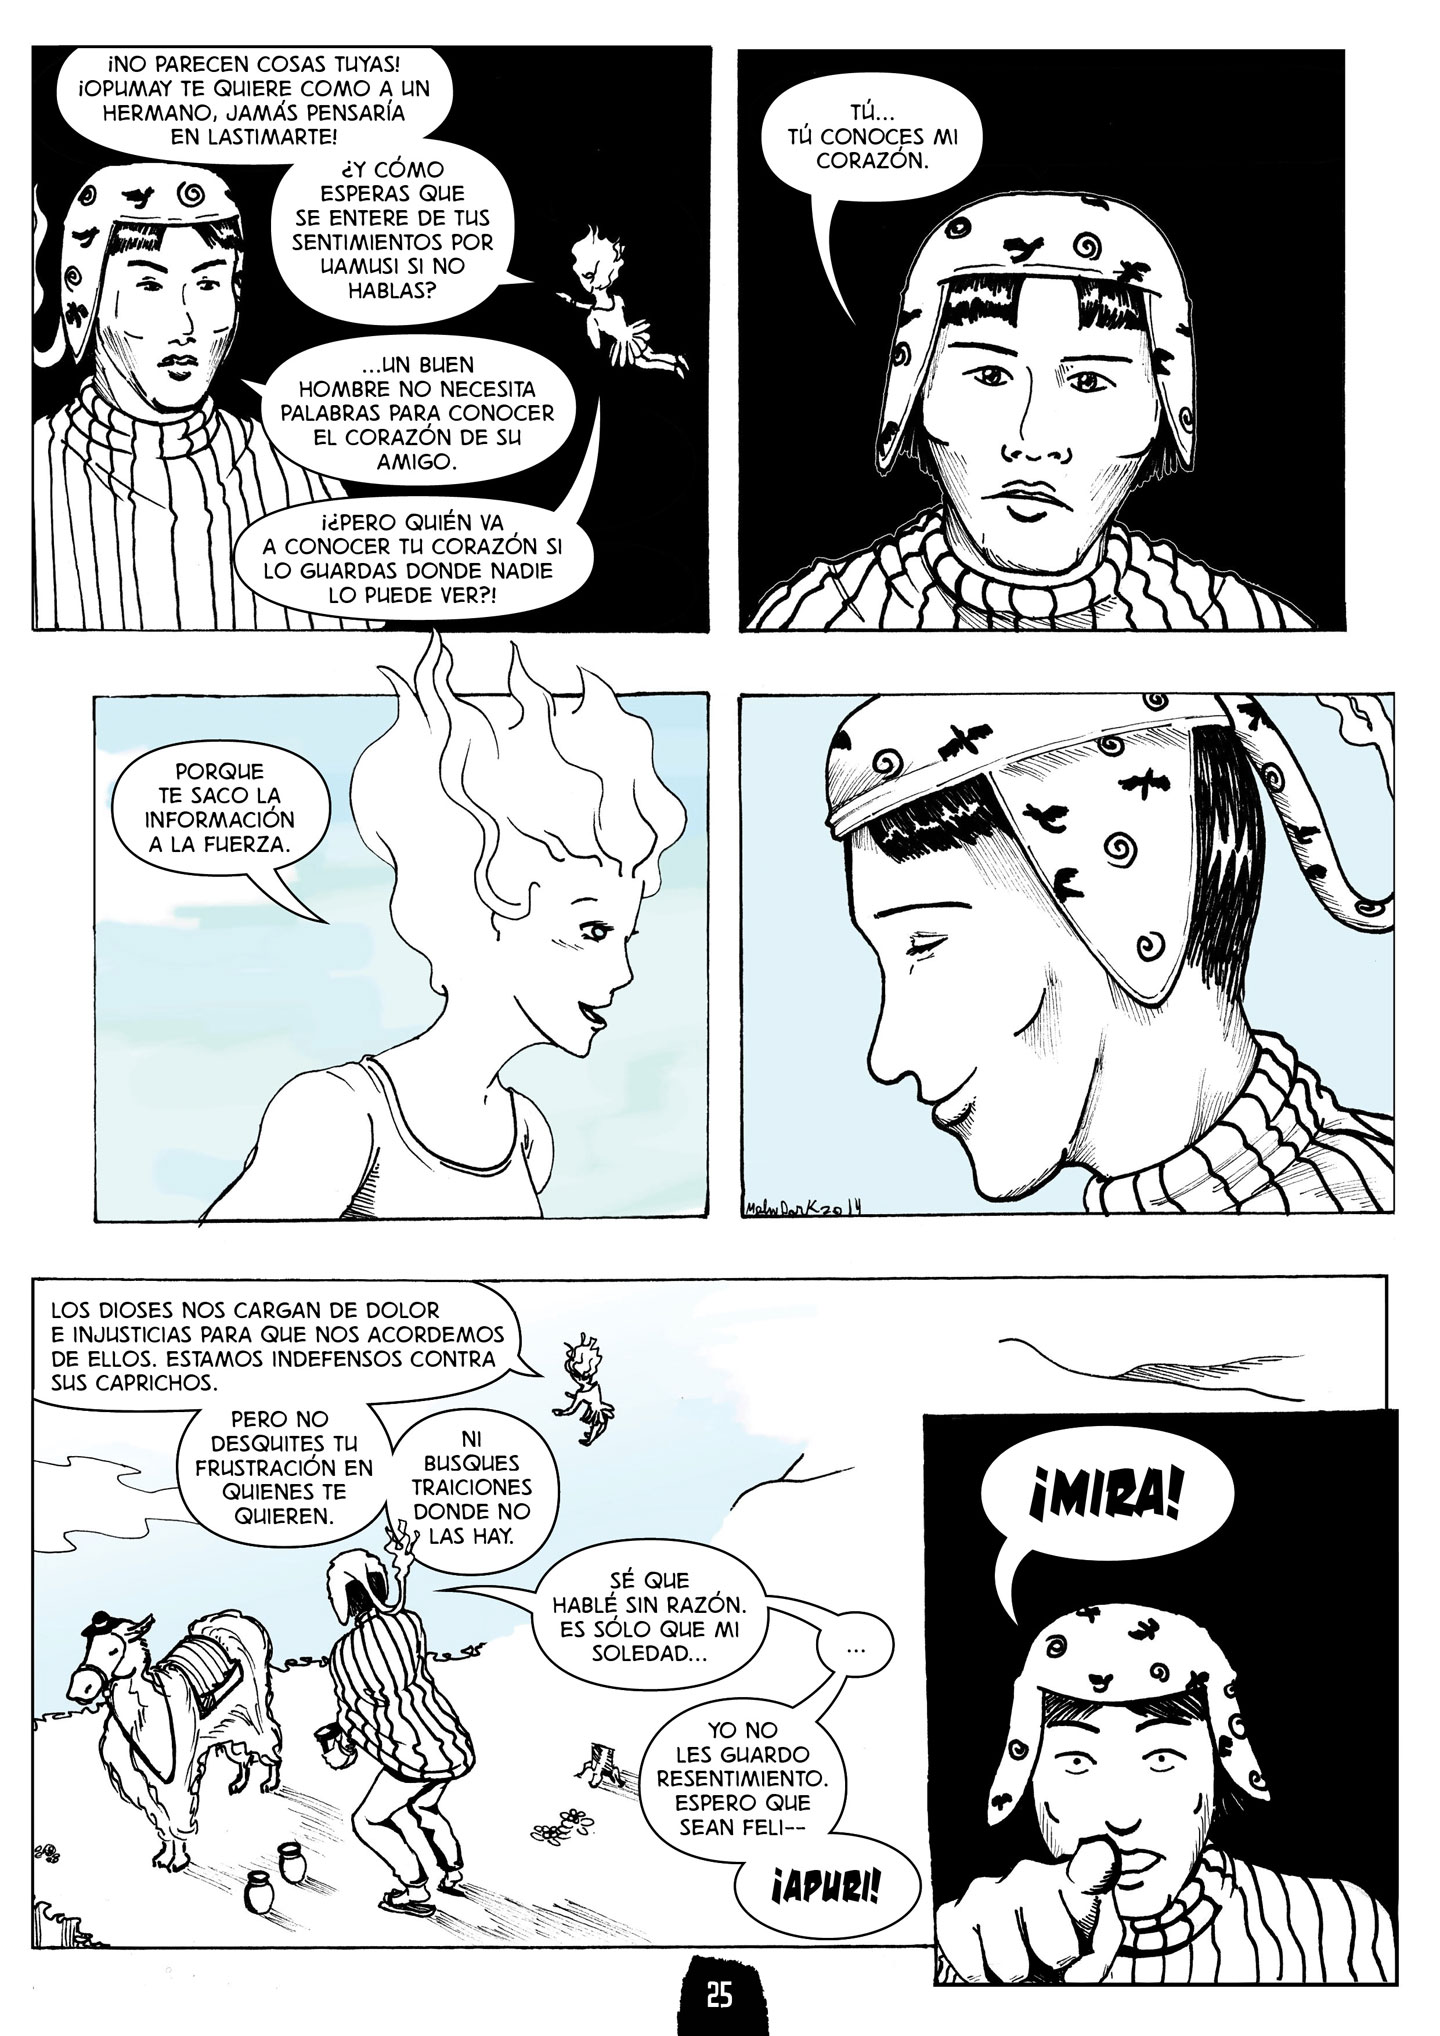 ¡NO PARECEN COSAS TUYAS!
¡OPUMAY TE QUIERE COMO A UN
HERMANO, JAMÁS PENSARÍA
EN LASTIMARTE!
¿Y CÓMO
ESPERAS QUE
SE ENTERE DE TUS
SENTIMIENTOS POR
UAMUSI SI NO
HABLAS?
...UN BUEN
HOMBRE NO NECESITA
PALABRAS PARA CONOCER
EL CORAZÓN DE SU
AMIGO.
¡¿PERO QUIÉN VA
A CONOCER TU CORAZÓN SI
LO GUARDAS DONDE NADIE
LO PUEDE VER?!
TÚ...
TÚ CONOCES MI
CORAZÓN.
PORQUE
TE SACO LA
INFORMACIÓN
A LA FUERZA.
LOS DIOSES NOS CARGAN DE DOLOR
E INJUSTICIAS PARA QUE NOS ACORDEMOS
DE ELLOS. ESTAMOS INDEFENSOS CONTRA
SUS CAPRICHOS.
PERO NO
DESQUITES TU
FRUSTRACIÓN EN
QUIENES TE
QUIEREN.
NI
BUSQUES
TRAICIONES
DONDE NO
LAS HAY.
SÉ QUE
HABLÉ SIN RAZÓN.
ES SÓLO QUE MI
SOLEDAD...
...
YO NO
LES GUARDO
RESENTIMIENTO.
ESPERO QUE
SEAN FELI--
¡APURI!
¡MIRA!
25